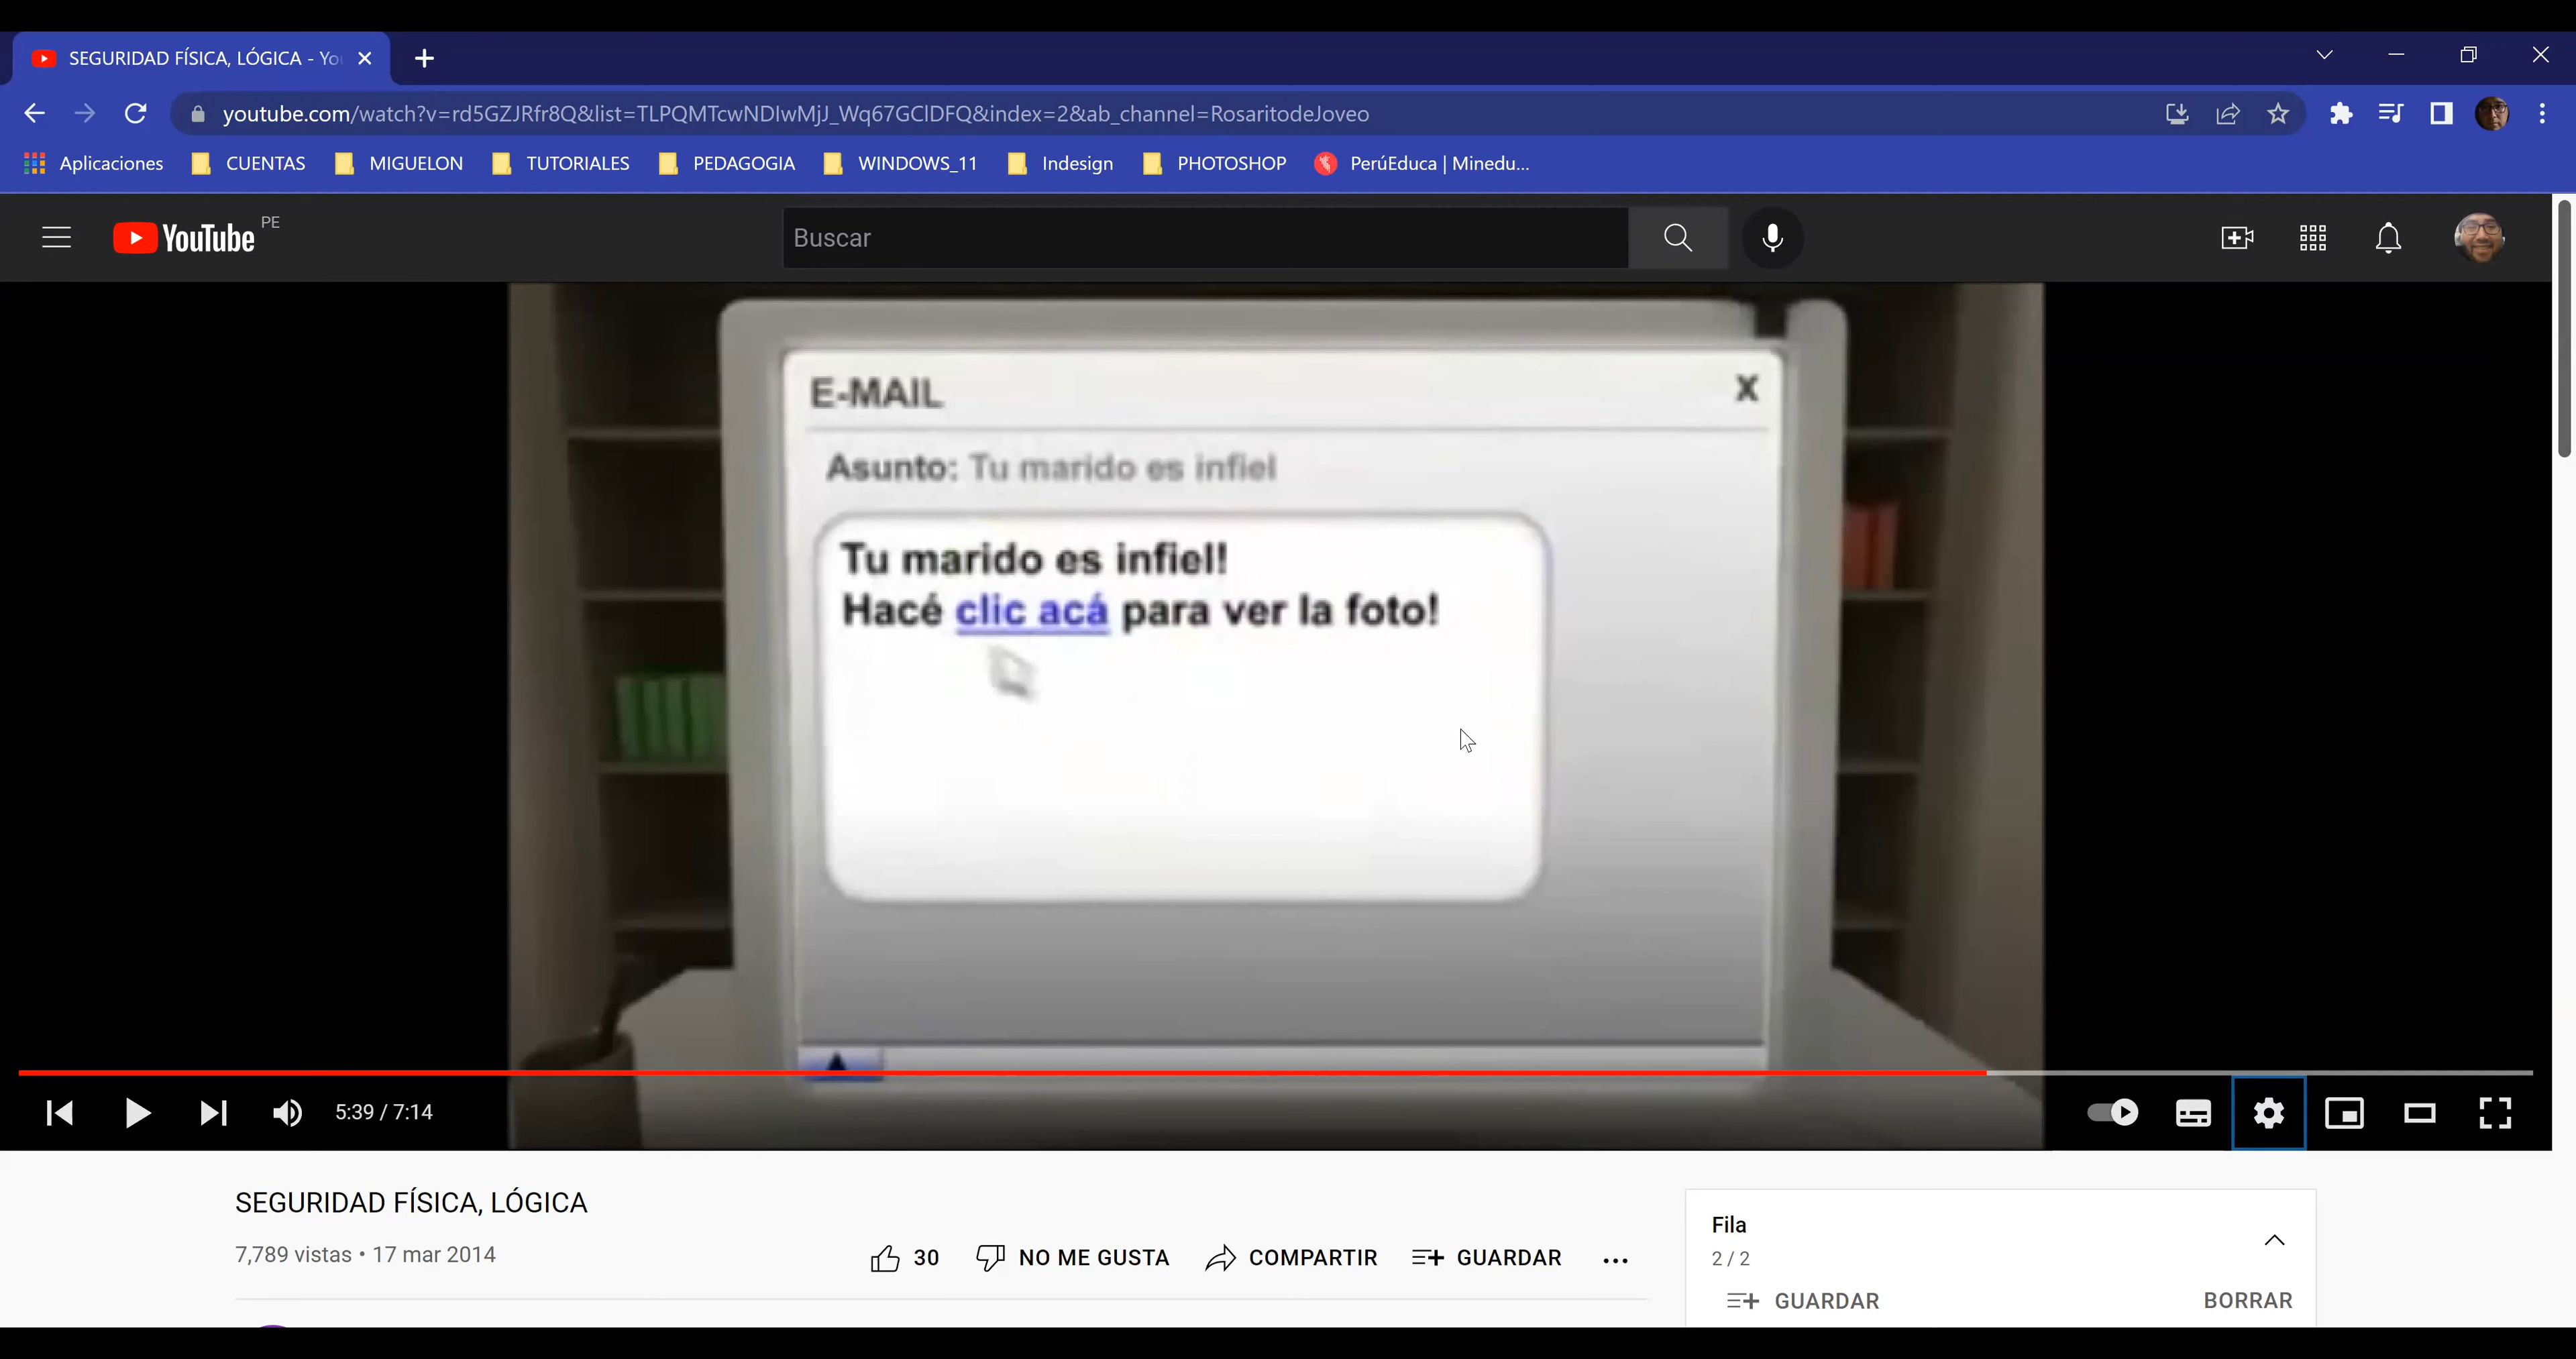 SEGURIDAD FÍSICA, LÓGICA - You
youtube.com/watch?v=rd5GZJRfr8Q&list=TLPQMTcwNDIwMjJ_Wq67GClDFQ&index=2&ab_channel=RosaritodeJoveo
Aplicaciones CUENTAS MIGUELON TUTORIALES PEDAGOGIA WINDOWS_11 Indesign PHOTOSHOP PerúEduca | Minedu...
YouTube PE
Buscar
E-MAIL X
Asunto: Tu marido es infiel
Tu marido es infiel!
Hacé clic acá para ver la foto!
5:39 / 7:14
SEGURIDAD FÍSICA, LÓGICA
7,789 vistas • 17 mar 2014
30 NO ME GUSTA COMPARTIR GUARDAR ...
Fila
2 / 2
GUARDAR BORRAR